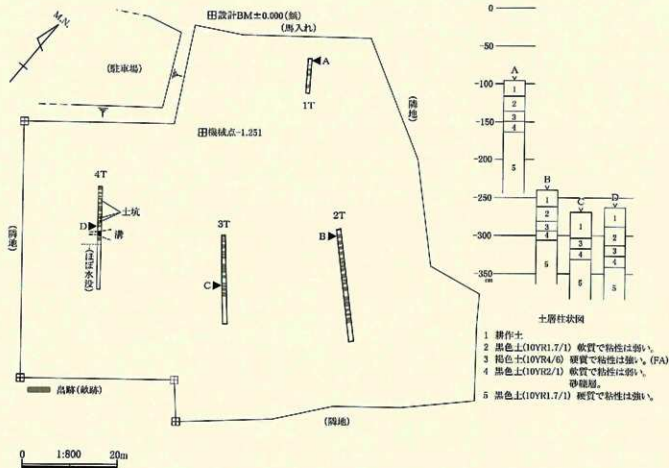 M.N.
(駐車場)
田設計BM±0.000(鋲)
(馬入れ)
A
1T
(隣地)
田機械点-1.251
4T
土坑
D
溝
(ほぼ水没)
(隣地)
3T
C
2T
B
畠跡(畝跡)
(隣地)
0 1:800 20m
0
-50
-100
-150
-200
-250
-300
-350
cm
A
1
2
3
4
5
B
1
2
3
4
5
C
1
3
4
5
D
1
2
3
4
5
土層柱状図
1 耕作土
2 黒色土(10YR1.7/1) 軟質で粘性は弱い。
3 褐色土(10YR4/6) 硬質で粘性は強い。(FA)
4 黒色土(10YR2/1) 軟質で粘性は弱い。
砂鉄層。
5 黒色土(10YR1.7/1) 硬質で粘性は強い。